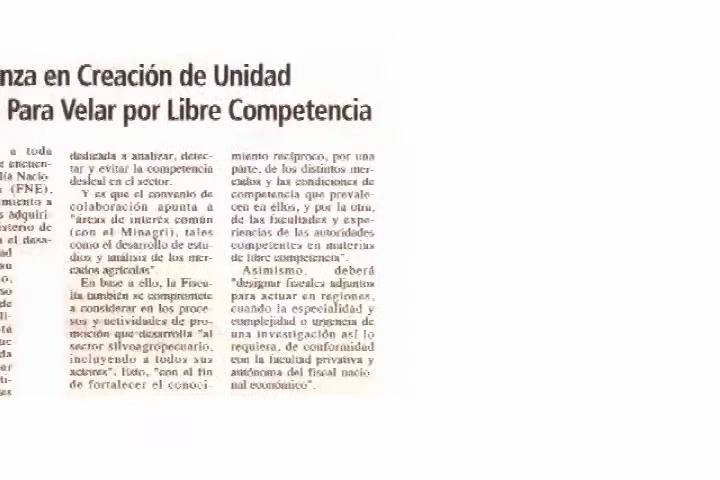 nza en Creación de Unidad
Para Velar por Libre Competencia
a toda
(FNE),
dedicada a analizar, detec-
tar y evitar la competencia
desleal en el sector.
Y es que el convenio de
colaboración apunta a
"áreas de interés común
(con el Minagri), tales
como el desarrollo de estu-
dios y análisis de los mer-
cados agrícolas".
En base a ello, la Fisca-
lía también se compromete
a considerar en los proce-
sos y actividades de pro-
moción que desarrolla "al
sector silvoagropecuario,
incluyendo a todos sus
actores". Esto, "con el fin
de fortalecer el conoci-
miento recíproco, por una
parte, de los distintos mer-
cados y las condiciones de
competencia que prevale-
cen en ellos, y por la otra,
de las facultades y expe-
riencias de las autoridades
competentes en materias
de libre competencia".
Asimismo, deberá
"designar fiscales adjuntos
para actuar en regiones,
cuando la especialidad y
complejidad o urgencia de
una investigación así lo
requiera, de conformidad
con la facultad privativa y
autónoma del fiscal nacio-
nal económico".